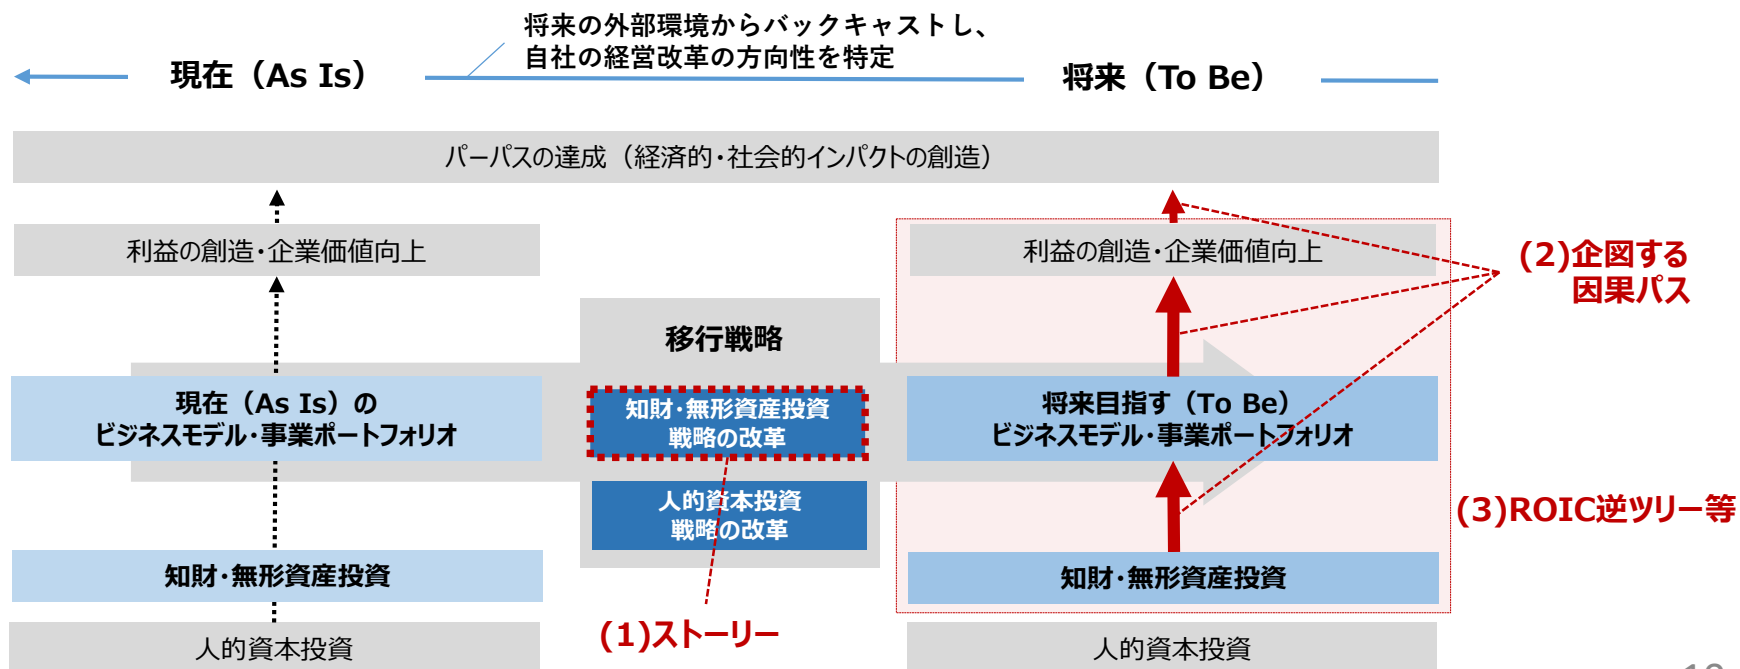 将来の外部環境からバックキャストし、
自社の経営改革の方向性を特定
現在（As Is）
将来（To Be）
パーパスの達成（経済的・社会的インパクトの創造）
利益の創造・企業価値向上
利益の創造・企業価値向上
(2)企図する
因果パス
移行戦略
現在（As Is）の
ビジネスモデル・事業ポートフォリオ
知財・無形資産投資
戦略の改革
将来目指す（To Be）
ビジネスモデル・事業ポートフォリオ
人的資本投資
戦略の改革
(3)ROIC逆ツリー等
知財・無形資産投資
知財・無形資産投資
(1)ストーリー
人的資本投資
人的資本投資